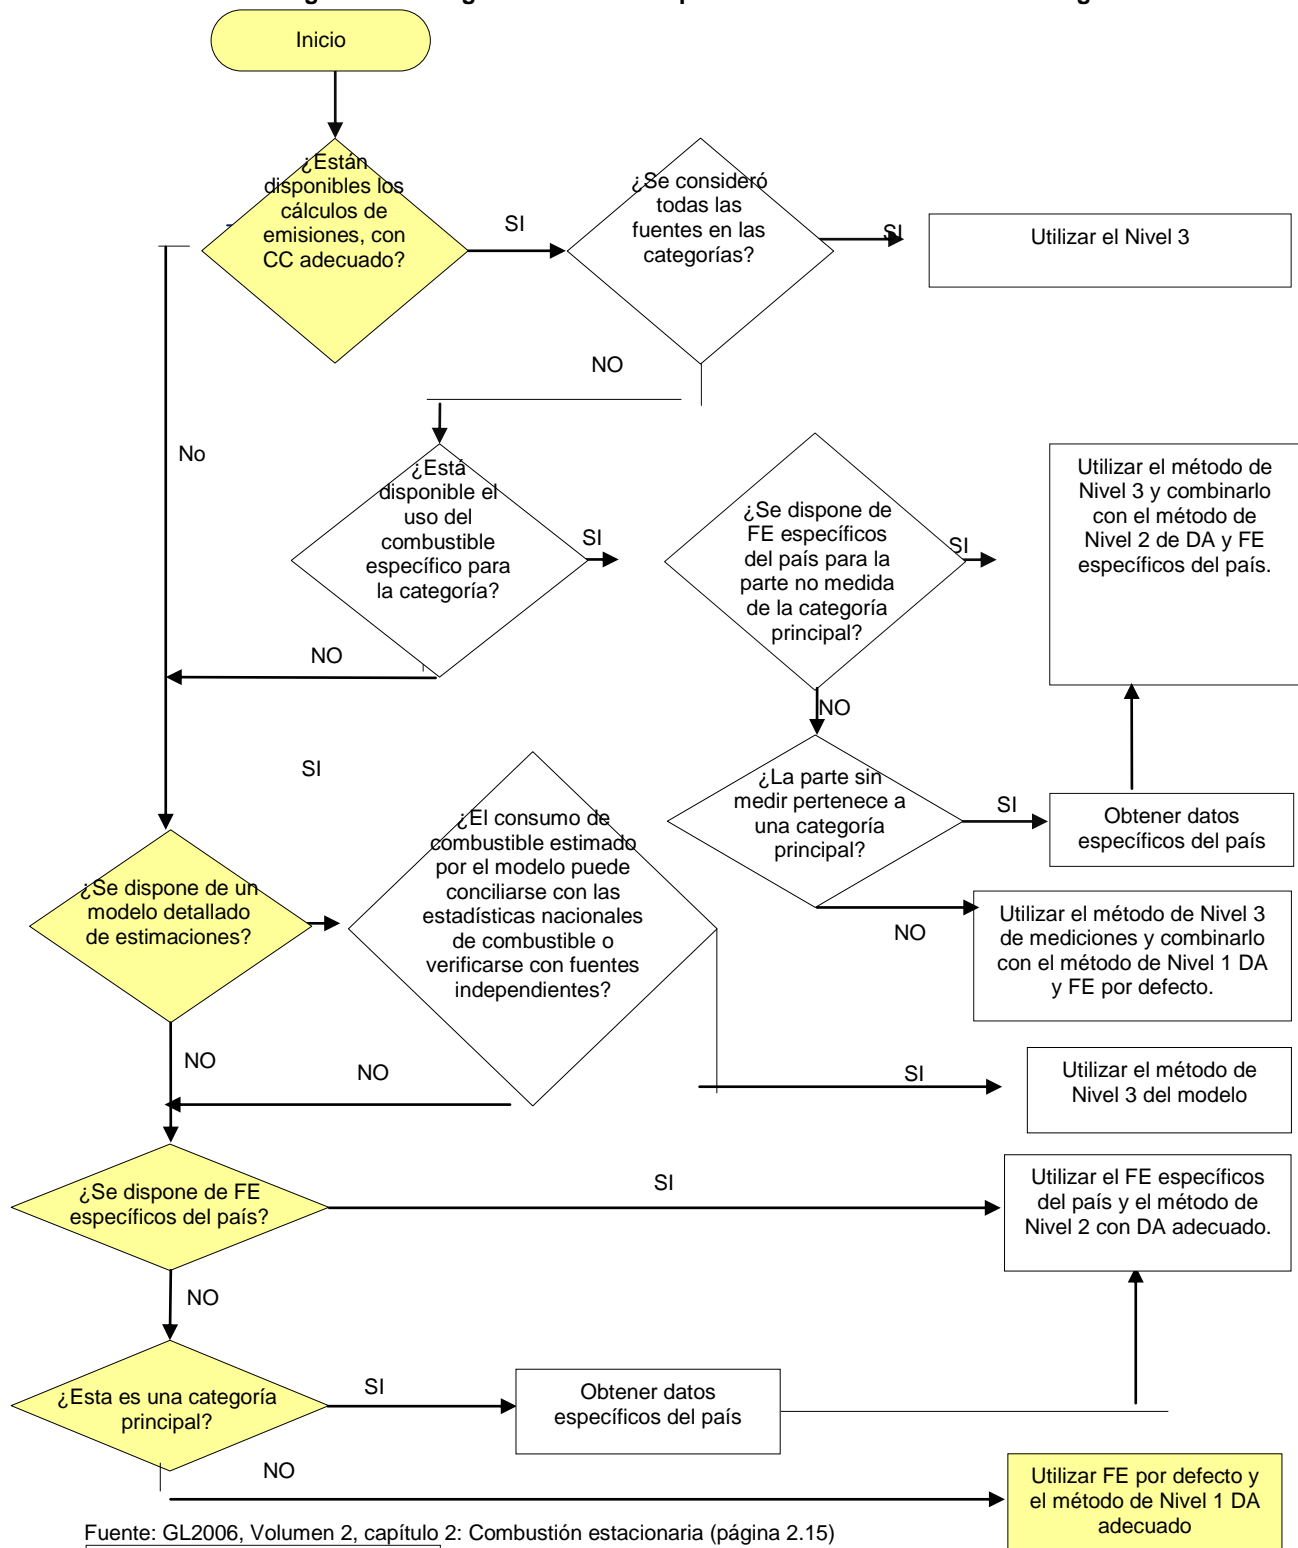 Inicio
¿Están
disponibles los
cálculos de
emisiones, con
CC adecuado?
SI
¿Se consideró
todas las
fuentes en las
categorías?
SI
Utilizar el Nivel 3
NO
No
¿Está
disponible el
uso del
combustible
específico para
la categoría?
SI
¿Se dispone de
FE específicos
del país para la
parte no medida
de la categoría
principal?
SI
Utilizar el método de
Nivel 3 y combinarlo
con el método de
Nivel 2 de DA y FE
específicos del país.
NO
NO
SI
¿La parte sin
medir pertenece a
una categoría
principal?
SI
Obtener datos
específicos del país
¿Se dispone de un
modelo detallado
de estimaciones?
¿El consumo de
combustible estimado
por el modelo puede
conciliarse con las
estadísticas nacionales
de combustible o
verificarse con fuentes
independientes?
NO
Utilizar el método de Nivel 3
de mediciones y combinarlo
con el método de Nivel 1 DA
y FE por defecto.
NO
NO
SI
Utilizar el método de
Nivel 3 del modelo
¿Se dispone de FE
específicos del país?
SI
Utilizar el FE específicos
del país y el método de
Nivel 2 con DA adecuado.
NO
¿Esta es una categoría
principal?
SI
Obtener datos
específicos del país
NO
Utilizar FE por defecto y
el método de Nivel 1 DA
adecuado
Fuente: GL2006, Volumen 2, capítulo 2: Combustión estacionaria (página 2.15)